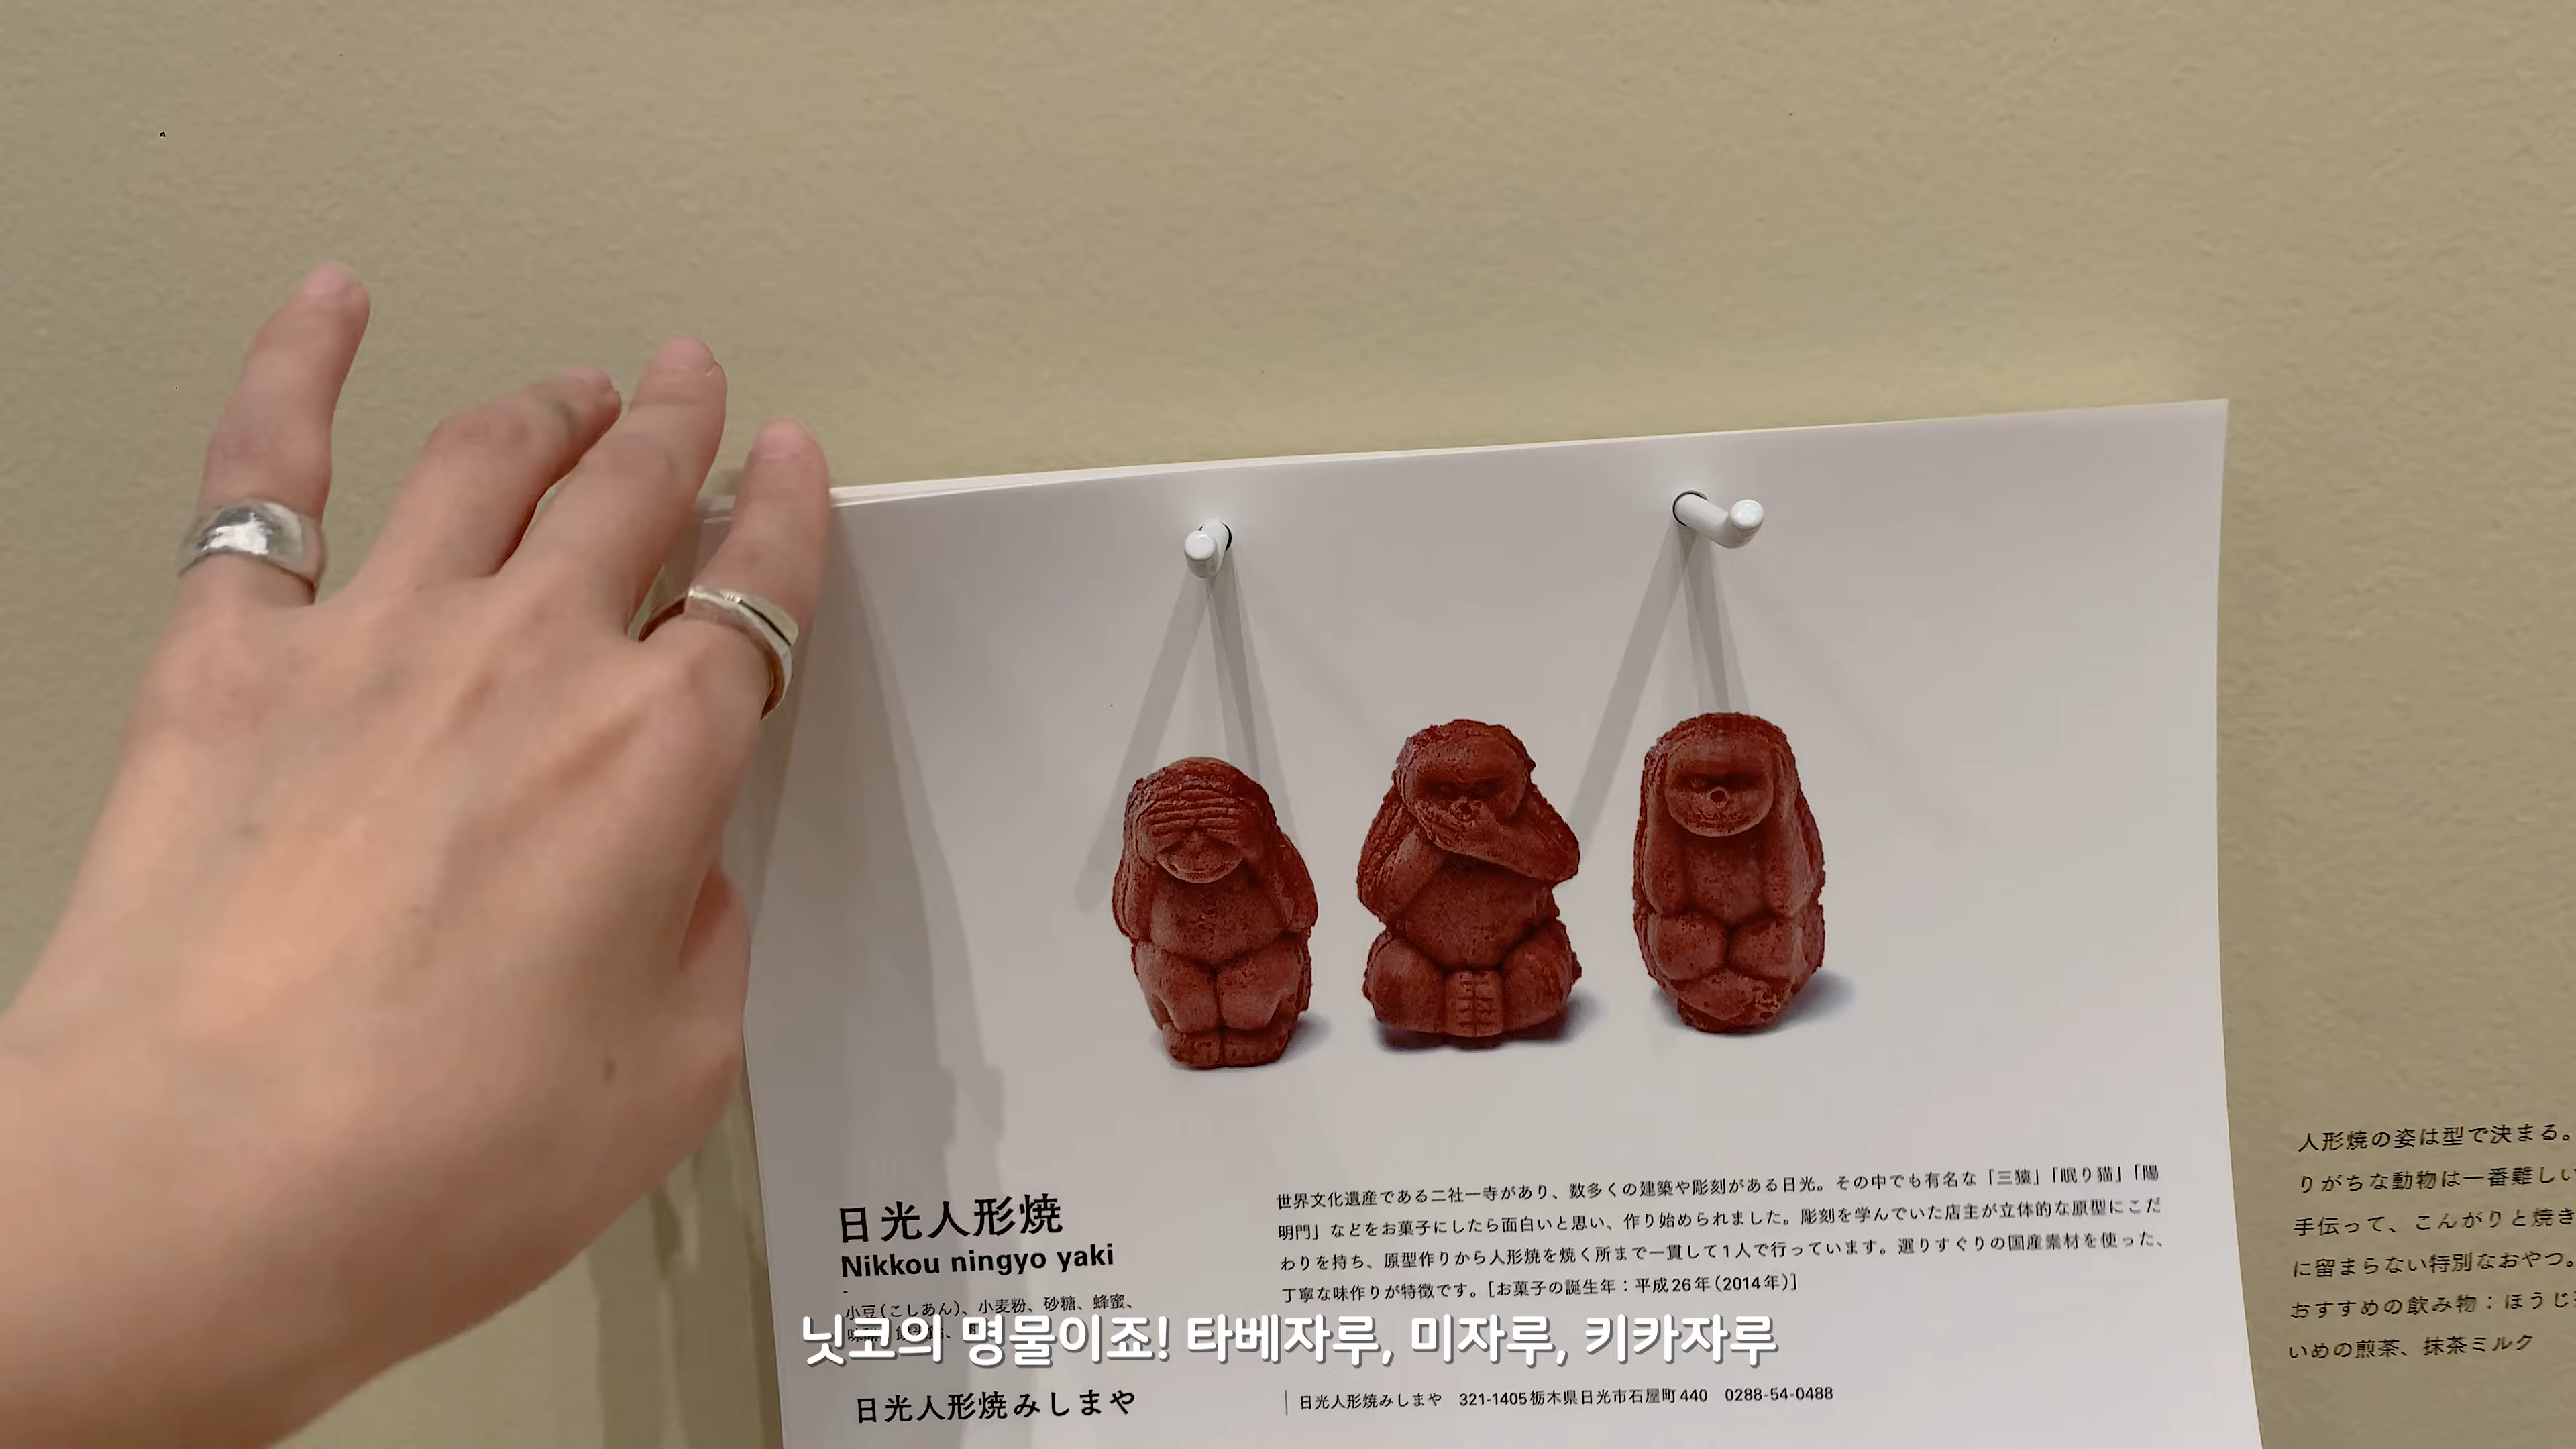 日光人形焼
Nikkou ningyo yaki
小豆(こしあん)、小麦粉、砂糖、蜂蜜、
世界文化遺産である二社一寺があり、数多くの建築や彫刻がある日光。その中でも有名な「三猿」「眠り猫」「陽
明門」などをお菓子にしたら面白いと思い、作り始められました。彫刻を学んでいた店主が立体的な原型にこだ
わりを持ち、原型作りから人形焼を焼く所まで一貫して1人で行っています。選りすぐりの国産素材を使った、
丁寧な味作りが特徴です。[お菓子の誕生年:平成26年(2014年)]
닛코의 명물이죠! 타베자루, 미자루, 키카자루
日光人形焼みしまや
日光人形焼みしまや 321-1405栃木県日光市石屋町440 0288-54-0488
人形焼の姿は型で決まる。
りがちな動物は一番難しい
手伝って、こんがりと焼き
に留まらない特別なおやつ。
おすすめの飲み物:ほうじ
いめの煎茶、抹茶ミルク